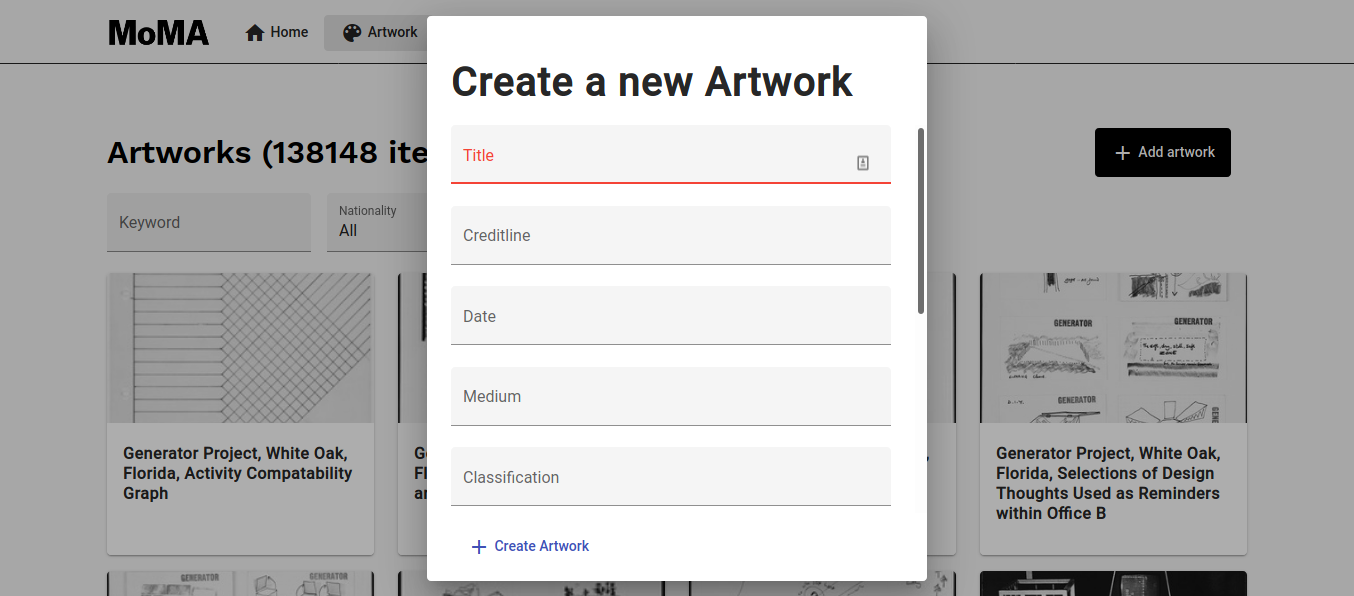 MoMA
Home
Artwork
Create a new Artwork
Title
Creditline
Date
Medium
Classification
Create Artwork
Artworks (138148 ite
Add artwork
Keyword
Nationality
All
GENERATOR
GENERATOR
GENERATOR
GENERATOR
Generator Project, White Oak,
Florida, Activity Compatability
Graph
G
Fl
ar
,
Generator Project, White Oak,
Florida, Selections of Design
Thoughts Used as Reminders
within Office B
GENERATOR
GENERATOR